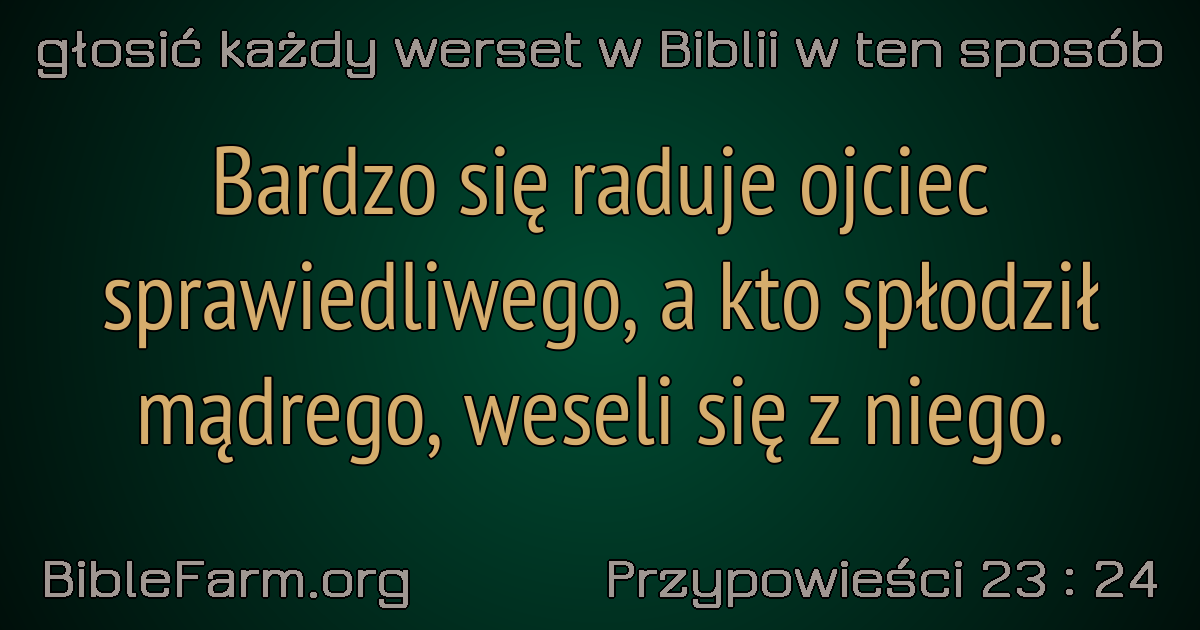 głosić każdy werset w Biblii w ten sposób
Bardzo się raduje ojciec
sprawiedliwego, a kto spłodził
mądrego, weseli się z niego.
BibleFarm.org
Przypowieści 23 : 24